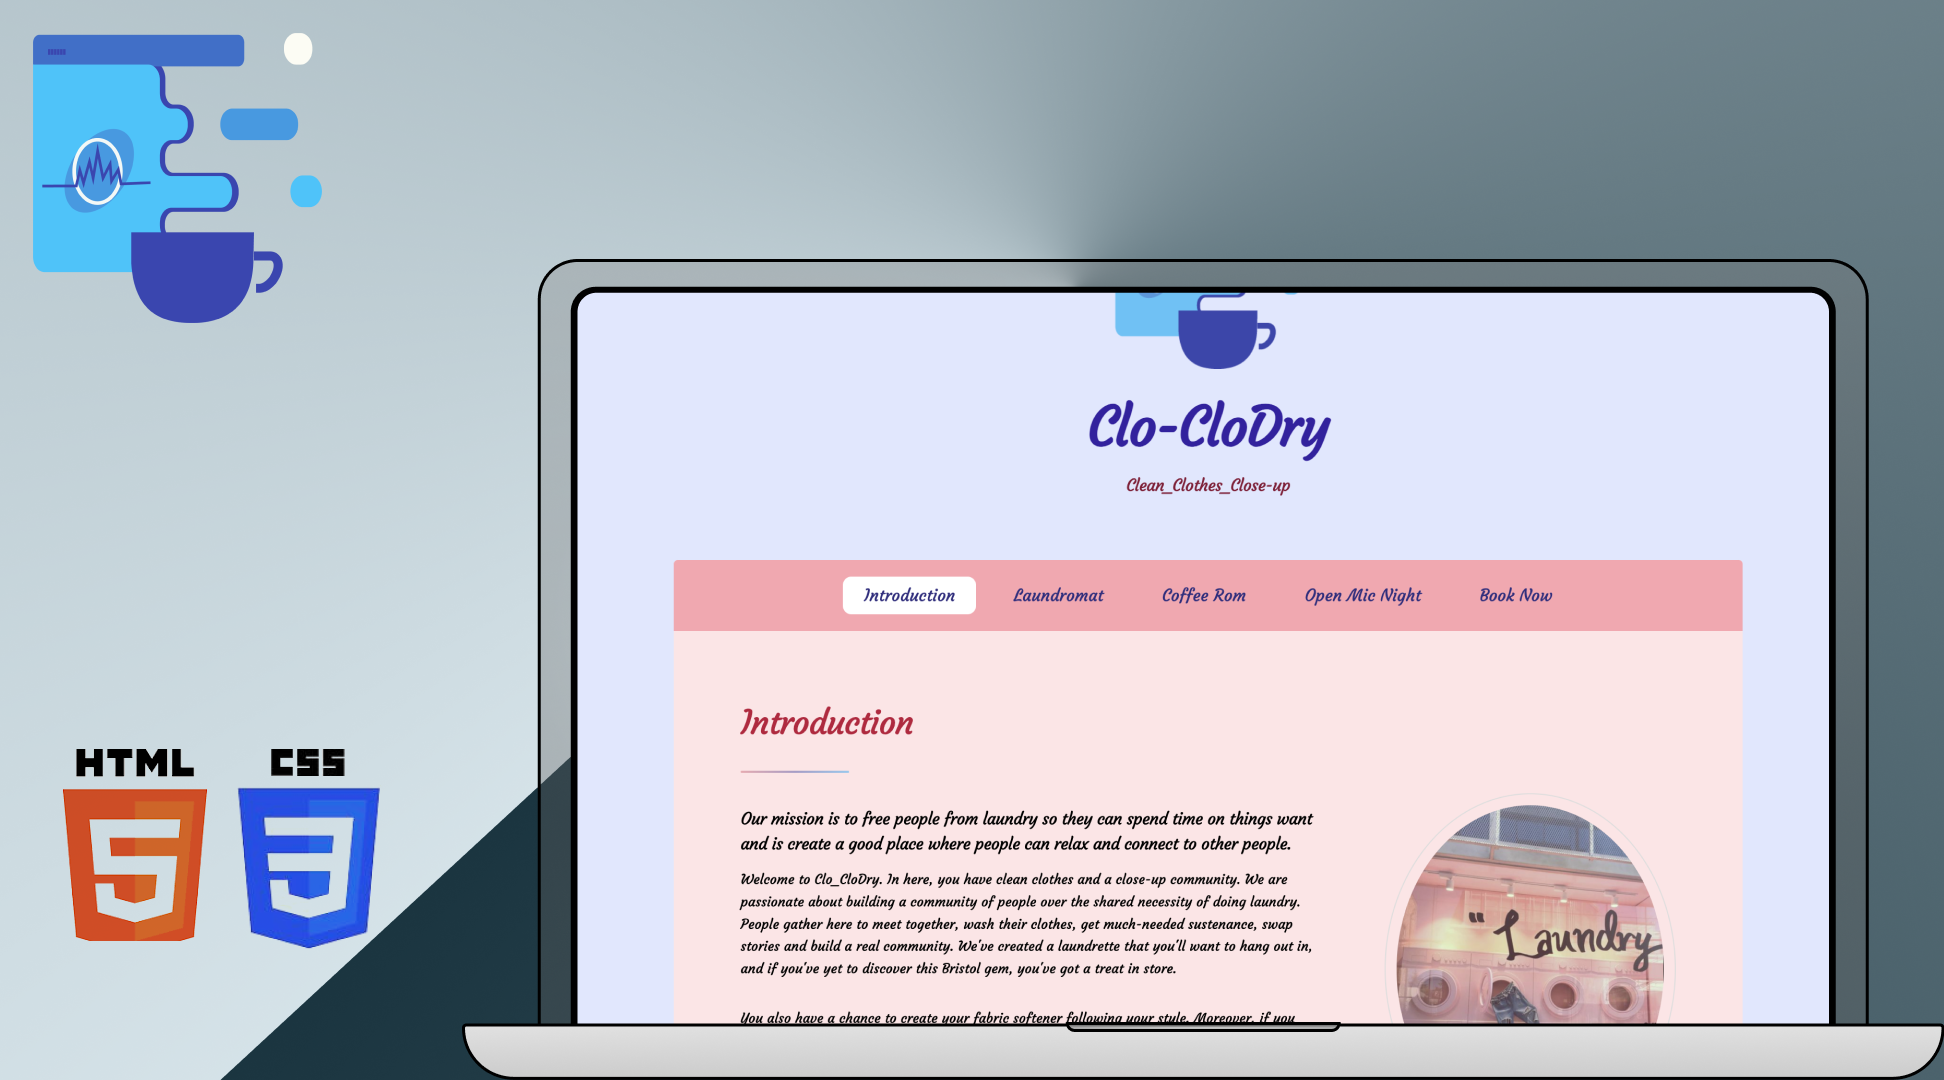 Clo-CloDry
Clean_Clothes_Close-up
Introduction
Laundromat
Coffee Rom
Open Mic Night
Book Now
Introduction
Our mission is to free people from laundry so they can spend time on things want
and is create a good place where people can relax and connect to other people.
Welcome to Clo_CloDry. In here, you have clean clothes and a close-up community. We are
passionate about building a community of people over the shared necessity of doing laundry.
People gather here to meet together, wash their clothes, get much-needed sustenance, swap
stories and build a real community. We've created a laundrette that you'll want to hang out in,
and if you've yet to discover this Bristol gem, you've got a treat in store.
You also have a chance to create your fabric softener following your style. Moreover, if you
"Laundry
HTML
5
CSS
3